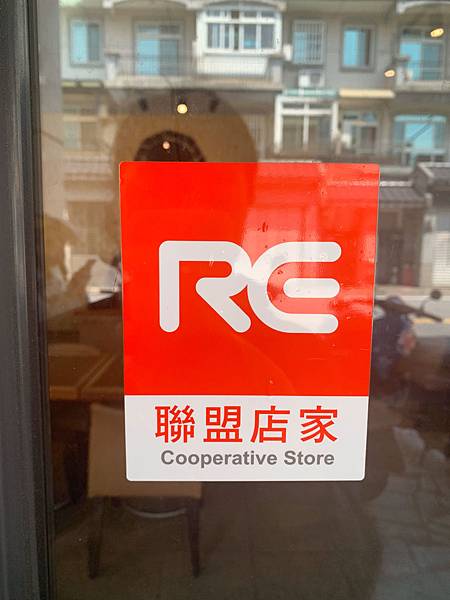 RE
聯盟店家
Cooperative Store